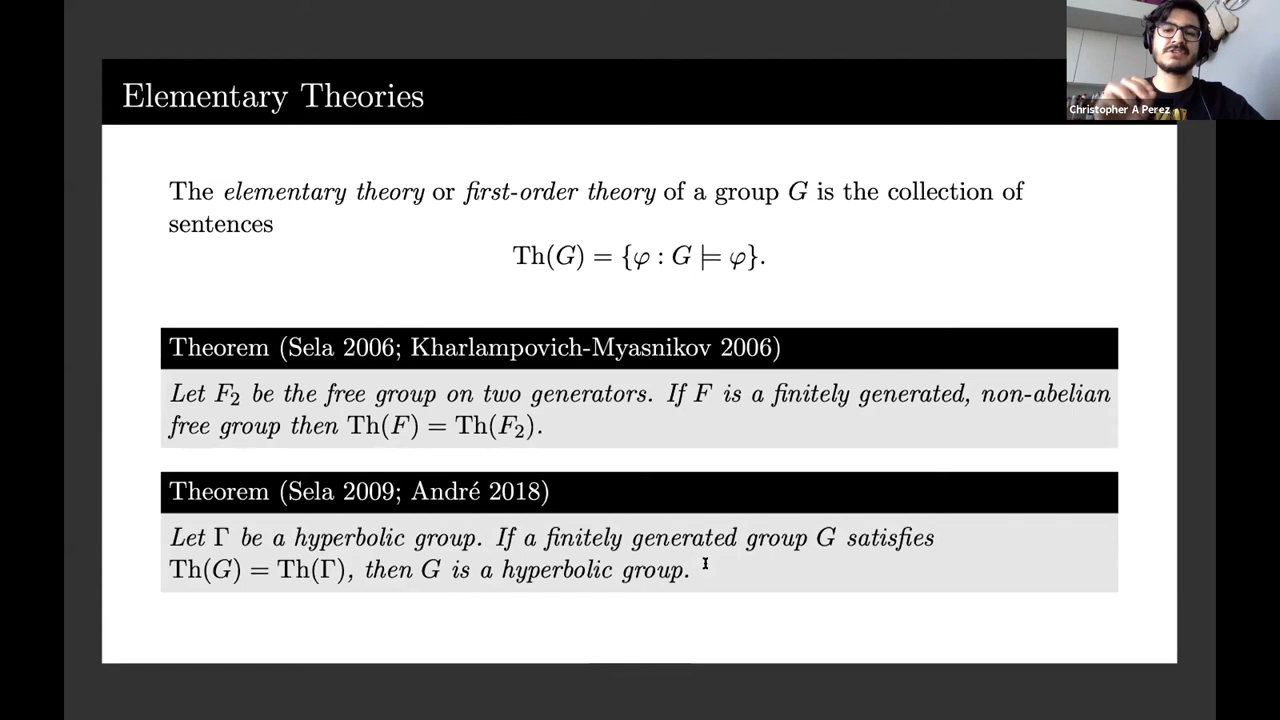 Elementary Theories
Christopher A Perez
The elementary theory or first-order theory of a group G is the collection of
sentences
Th(G) = {φ : G ⊨ φ}.
Theorem (Sela 2006; Kharlampovich-Myasnikov 2006)
Let F₂ be the free group on two generators. If F is a finitely generated, non-abelian
free group then Th(F) = Th(F₂).
Theorem (Sela 2009; André 2018)
Let Γ be a hyperbolic group. If a finitely generated group G satisfies
Th(G) = Th(Γ), then G is a hyperbolic group.